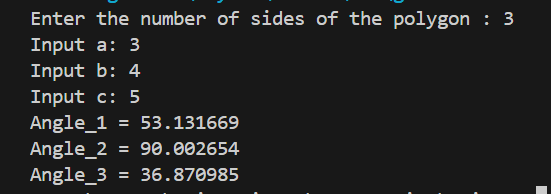 Enter the number of sides of the polygon : 3
Input a: 3
Input b: 4
Input c: 5
Angle_1 = 53.131669
Angle_2 = 90.002654
Angle_3 = 36.870985